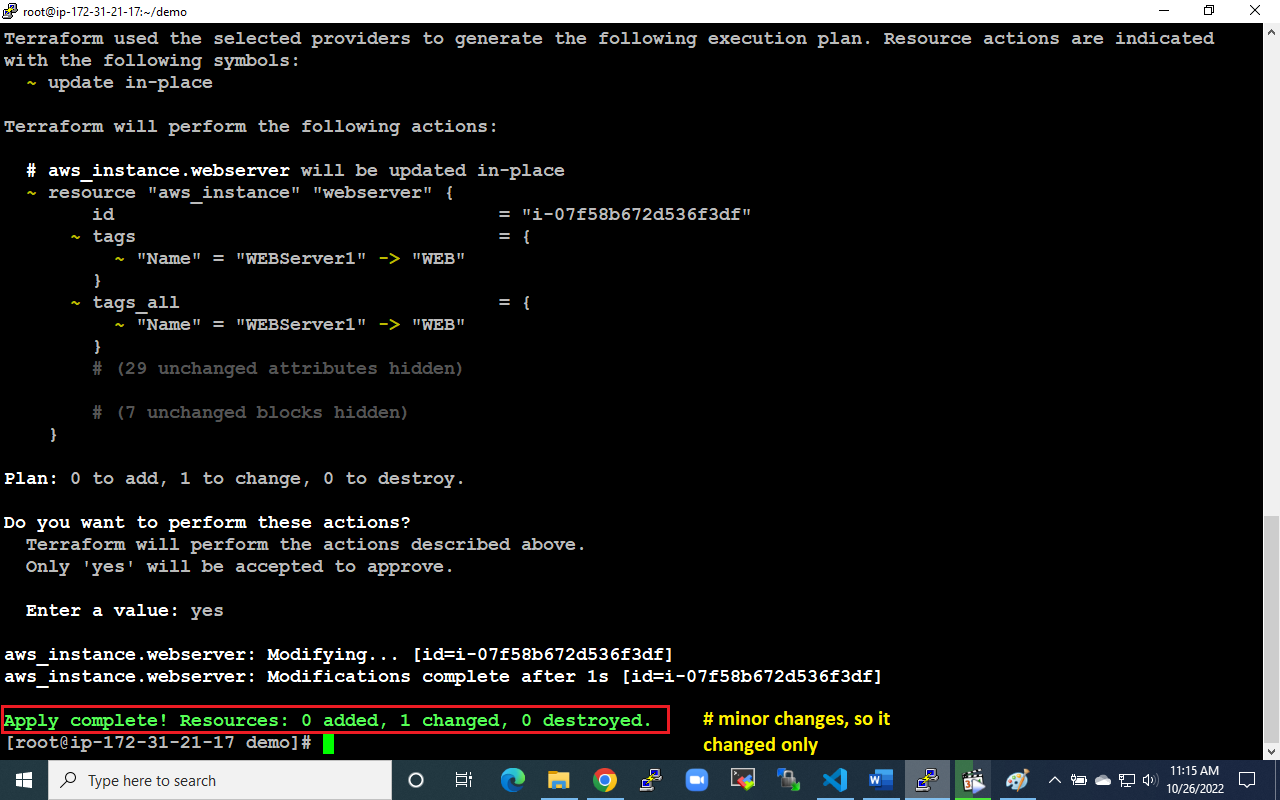 root@ip-172-31-21-17:~/demo
Terraform used the selected providers to generate the following execution plan. Resource actions are indicated
with the following symbols:
  ~ update in-place
Terraform will perform the following actions:
  # aws_instance.webserver will be updated in-place
  ~ resource "aws_instance" "webserver" {
        id                                   = "i-07f58b672d536f3df"
      ~ tags                                 = {
          ~ "Name" = "WEBServer1" -> "WEB"
        }
      ~ tags_all                             = {
          ~ "Name" = "WEBServer1" -> "WEB"
        }
        # (29 unchanged attributes hidden)
        # (7 unchanged blocks hidden)
    }
Plan: 0 to add, 1 to change, 0 to destroy.
Do you want to perform these actions?
  Terraform will perform the actions described above.
  Only 'yes' will be accepted to approve.
  Enter a value: yes
aws_instance.webserver: Modifying... [id=i-07f58b672d536f3df]
aws_instance.webserver: Modifications complete after 1s [id=i-07f58b672d536f3df]
Apply complete! Resources: 0 added, 1 changed, 0 destroyed.
[root@ip-172-31-21-17 demo]#
# minor changes, so it
changed only
Type here to search
11:15 AM
10/26/2022